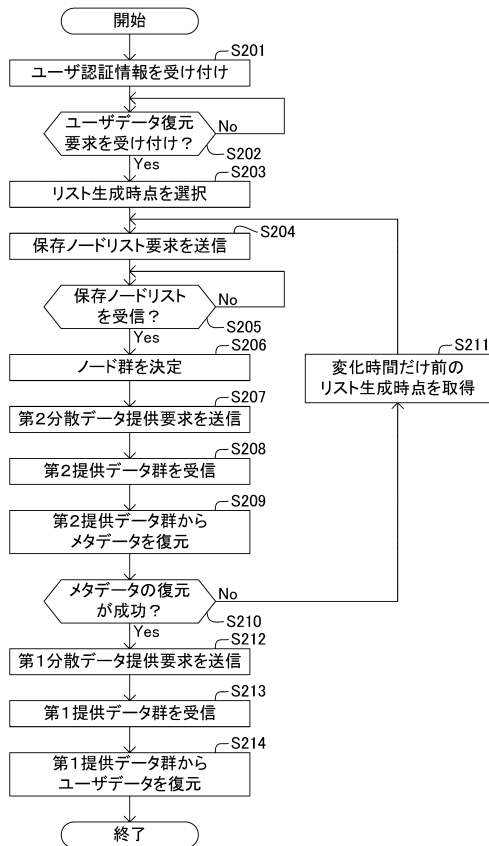 開始
S201
ユーザ認証情報を受け付け
ユーザデータ復元
要求を受け付け？
No
S202
Yes
S203
リスト生成時点を選択
S204
保存ノードリスト要求を送信
保存ノードリスト
を受信？
No
S205
Yes
S206
ノード群を決定
S207
第２分散データ提供要求を送信
S208
第２提供データ群を受信
S209
第２提供データ群から
メタデータを復元
メタデータの復元
が成功？
No
S210
Yes
S211
変化時間だけ前の
リスト生成時点を取得
S212
第１分散データ提供要求を送信
S213
第１提供データ群を受信
S214
第１提供データ群から
ユーザデータを復元
終了